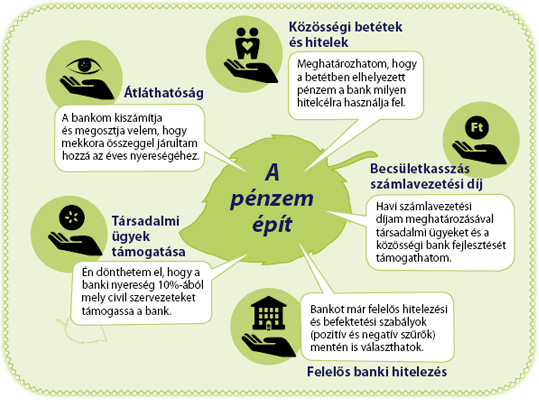 Közösségi betétek
és hitelek
Meghatározhatom, hogy
a betétben elhelyezett
pénzem a bank milyen
hitelcélra használja fel.
Átláthatóság
A bankom kiszámítja
és megosztja velem, hogy
mekkora összeggel járultam
hozzá az éves nyereségéhez.
Ft
Becsületkasszás
számlavezetési díj
Havi számlavezetési
díjam meghatározásával
társadalmi ügyeket és a
közösségi bank fejlesztését
támogathatom.
A
pénzem
épít
Társadalmi
ügyek
támogatása
Én dönthetem el, hogy a
banki nyereség 10%-ából
mely civil szervezeteket
támogassa a bank.
Bankot már felelős hitelezési
és befektetési szabályok
(pozitív és negatív szűrők)
mentén is választhatok.
Felelős banki hitelezés